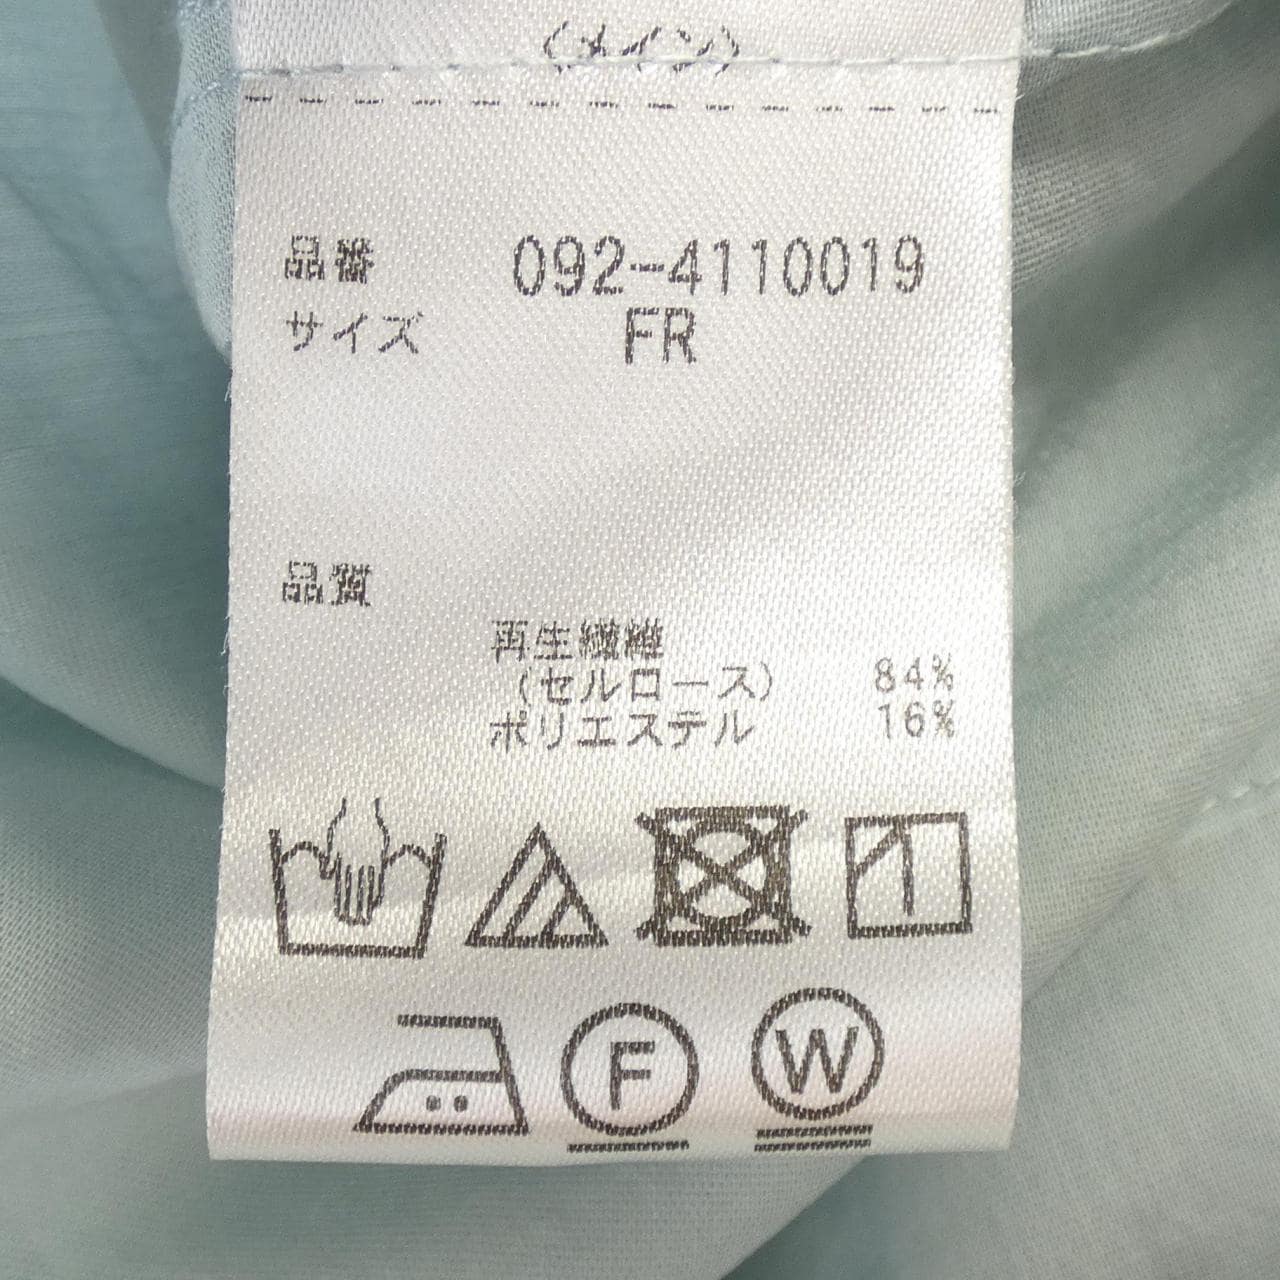 (メイン)
品番 092-4110019
サイズ FR
品質
再生繊維
(セルロース) 84%
ポリエステル 16%
F
W